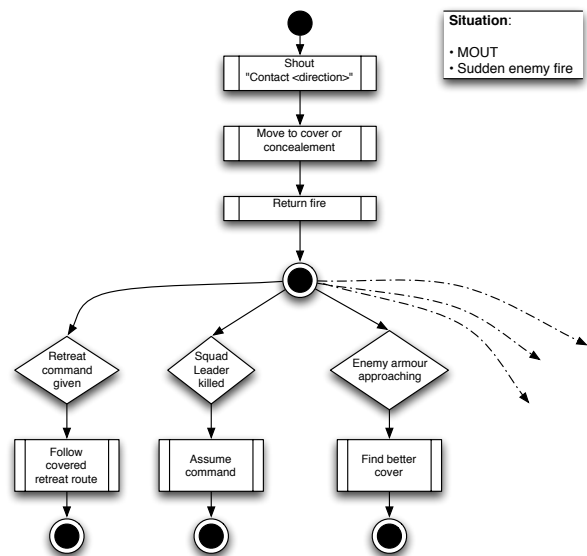 Situation:
• MOUT
• Sudden enemy fire
Shout
"Contact <direction>"
Move to cover or
concealement
Return fire
Retreat
command
given
Squad
Leader
killed
Enemy armour
approaching
Follow
covered
retreat route
Assume
command
Find better
cover